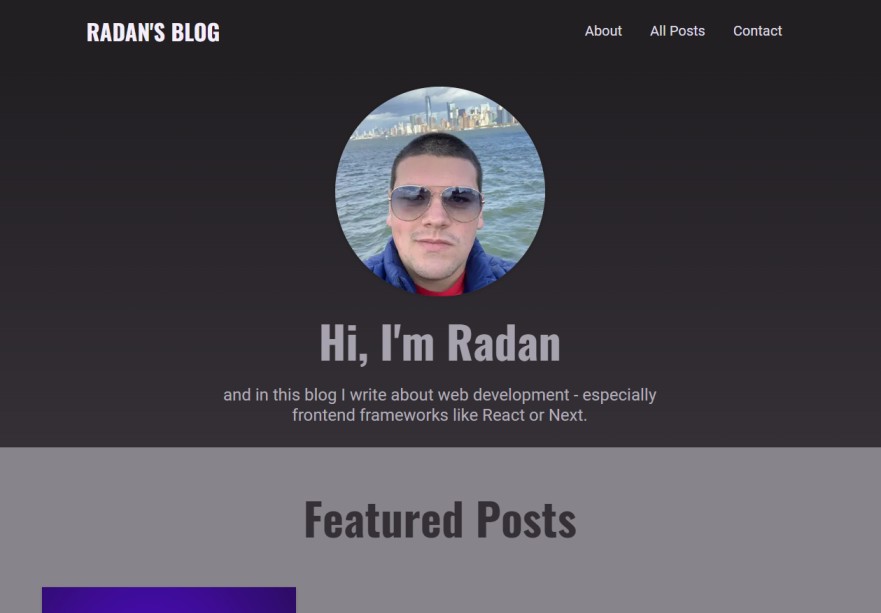 RADAN'S BLOG
About All Posts Contact
Hi, I'm Radan
and in this blog I write about web development - especially
frontend frameworks like React or Next.
Featured Posts